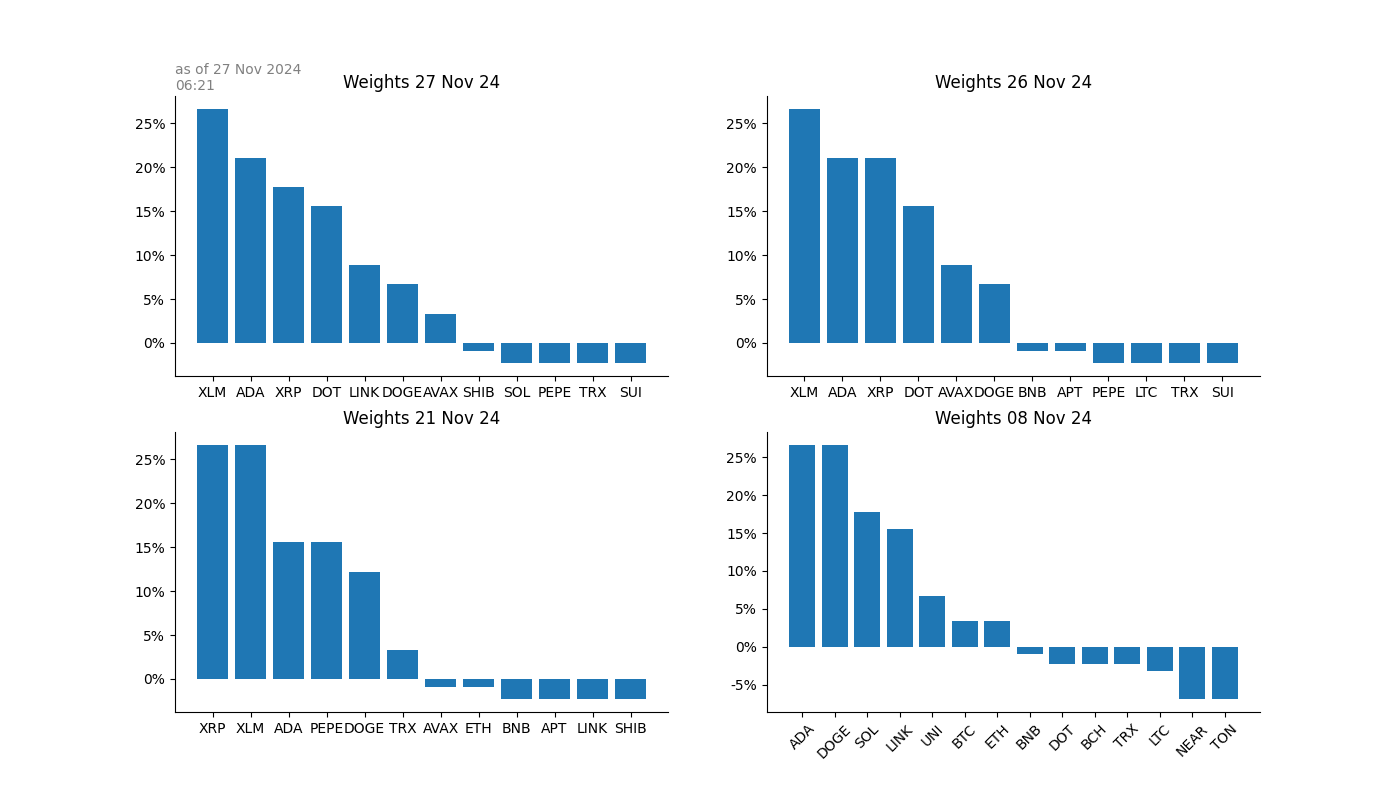 as of 27 Nov 2024
06:21
Weights 27 Nov 24
25%
20%
15%
10%
5%
0%
XLM ADA XRP DOT LINK DOGE AVAX SHIB SOL PEPE TRX SUI
Weights 26 Nov 24
25%
20%
15%
10%
5%
0%
XLM ADA XRP DOT AVAX DOGE BNB APT PEPE LTC TRX SUI
Weights 21 Nov 24
25%
20%
15%
10%
5%
0%
XRP XLM ADA PEPE DOGE TRX AVAX ETH BNB APT LINK SHIB
Weights 08 Nov 24
25%
20%
15%
10%
5%
0%
-5%
ADA DOGE SOL LINK UNI BTC ETH BNB DOT BCH TRX LTC NEAR TON